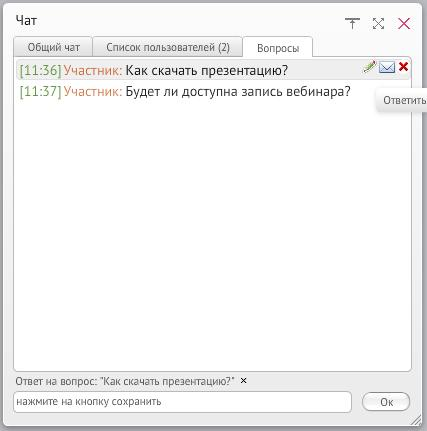 Чат
Общий чат Список пользователей (2) Вопросы
[11:36] Участник: Как скачать презентацию?
[11:37] Участник: Будет ли доступна запись вебинара?
Ответить
Ответ на вопрос: "Как скачать презентацию?" ×
нажмите на кнопку сохранить Ок